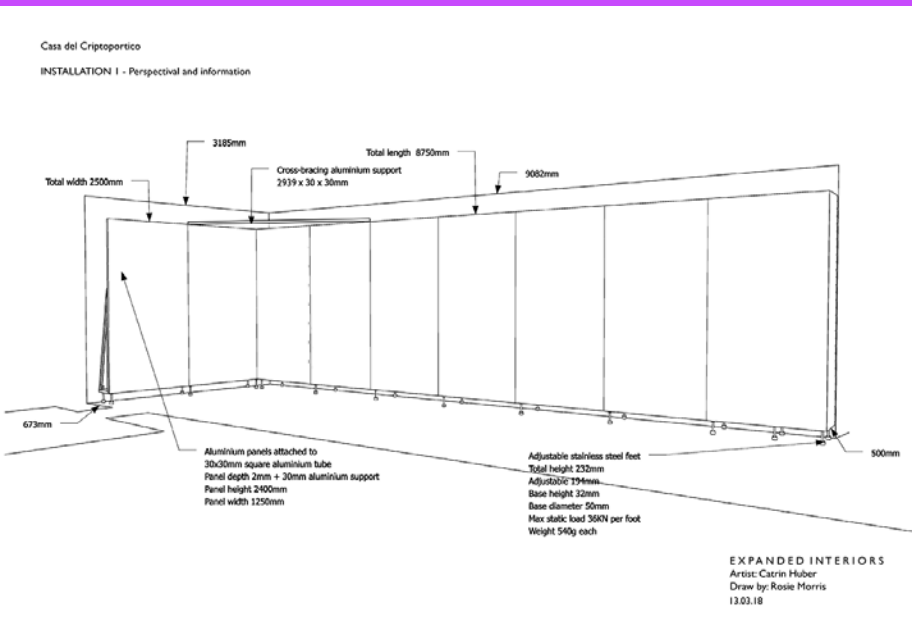 Casa del Criptoportico
INSTALLATION 1 - Perspectival and information
3185mm
Total length 8750mm
Cross-bracing aluminium support
2939 x 30 x 30mm
9082mm
Total width 2500mm
673mm
Aluminium panels attached to
30x30mm square aluminium tube
Panel depth 2mm + 30mm aluminium support
Panel height 2400mm
Panel width 1250mm
Adjustable stainless steel feet
Total height 232mm
Adjustable 194mm
Base height 32mm
Base diameter 50mm
Max static load 36KN per foot
Weight 540g each
500mm
EXPANDED INTERIORS
Artist: Catrin Huber
Draw by: Rosie Morris
13.03.18